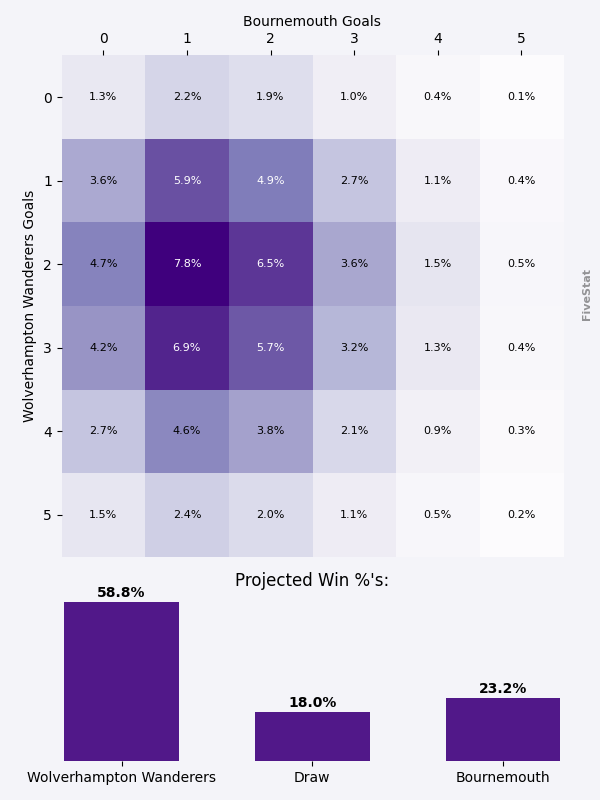 Bournemouth Goals
0 1 2 3 4 5
Wolverhampton Wanderers Goals
0 1.3% 2.2% 1.9% 1.0% 0.4% 0.1%
1 3.6% 5.9% 4.9% 2.7% 1.1% 0.4%
2 4.7% 7.8% 6.5% 3.6% 1.5% 0.5%
3 4.2% 6.9% 5.7% 3.2% 1.3% 0.4%
4 2.7% 4.6% 3.8% 2.1% 0.9% 0.3%
5 1.5% 2.4% 2.0% 1.1% 0.5% 0.2%
FiveStat
Projected Win %'s:
58.8% 18.0% 23.2%
Wolverhampton Wanderers Draw Bournemouth